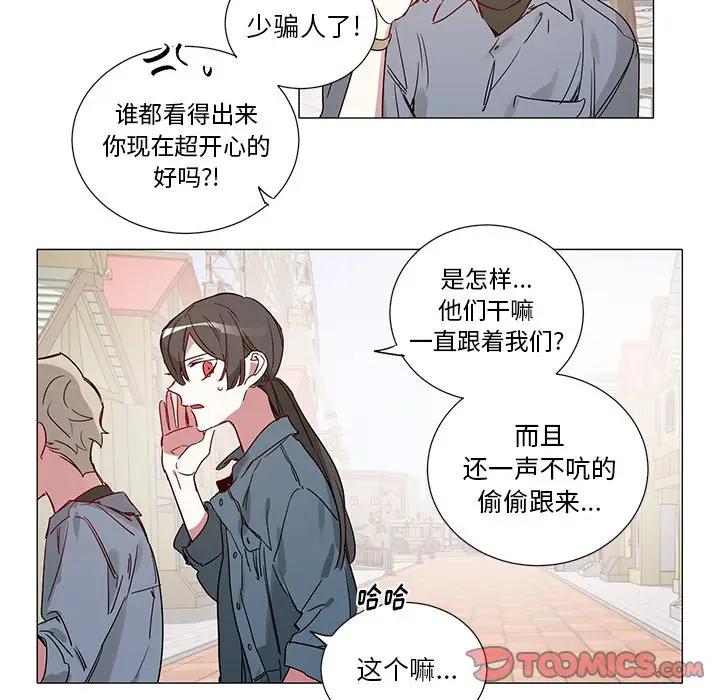 少骗人了!
谁都看得出来
你现在超开心的
好吗?!
是怎样...
他们干嘛
一直跟着我们?
而且
还一声不吭的
偷偷跟来...
哈哈
这个嘛...
TOOMICS.com